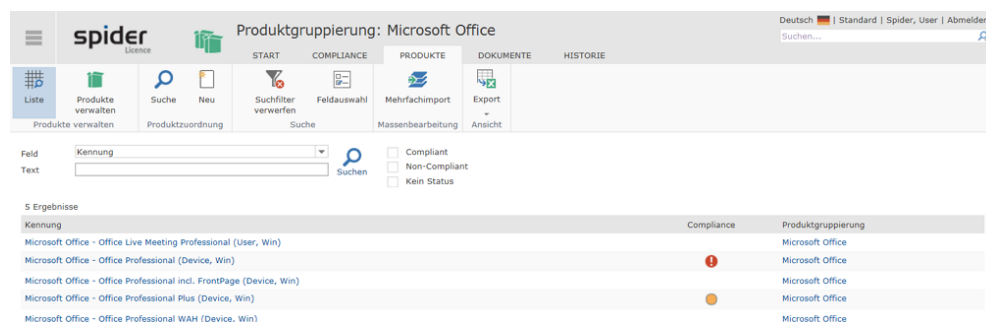 Deutsch | Standard | Spider, User | Abmelden
spider
Licence
Produktgruppierung: Microsoft Office
Suchen...
START COMPLIANCE PRODUKTE DOKUMENTE HISTORIE
Liste Produkte verwalten Suche Neu Suchfilter verwerfen Feldauswahl Mehrfachimport Export
Produkte verwalten Produktzuordnung Suche Massenbearbeitung Ansicht
Feld Kennung Compliant
Text Suchen Non-Compliant
Kein Status
5 Ergebnisse
Kennung Compliance Produktgruppierung
Microsoft Office - Office Live Meeting Professional (User, Win) Microsoft Office
Microsoft Office - Office Professional (Device, Win) Microsoft Office
Microsoft Office - Office Professional incl. FrontPage (Device, Win) Microsoft Office
Microsoft Office - Office Professional Plus (Device, Win) Microsoft Office
Microsoft Office - Office Professional WAH (Device, Win) Microsoft Office